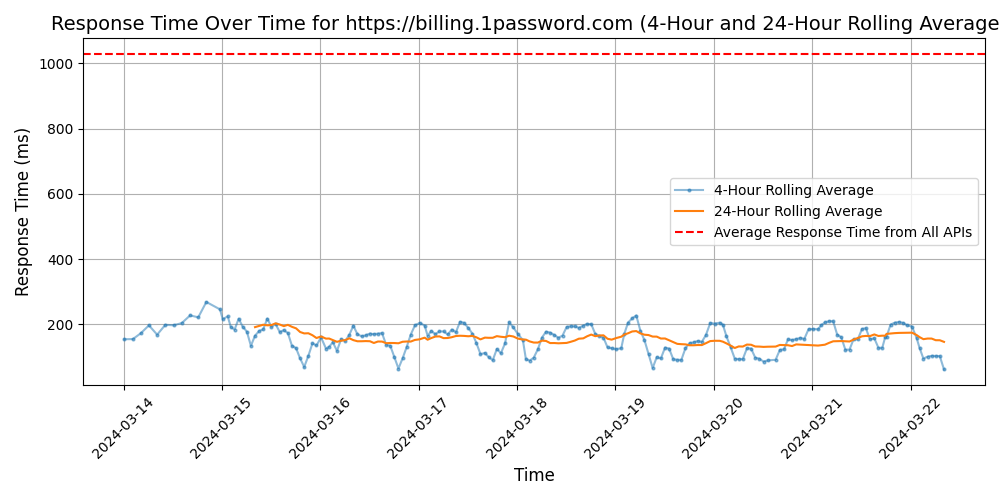 Response Time Over Time for https://billing.1password.com (4-Hour and 24-Hour Rolling Average
1000
800
600
400
200
Response Time (ms)
4-Hour Rolling Average
24-Hour Rolling Average
Average Response Time from All APIs
2024-03-14
2024-03-15
2024-03-16
2024-03-17
2024-03-18
2024-03-19
2024-03-20
2024-03-21
2024-03-22
Time